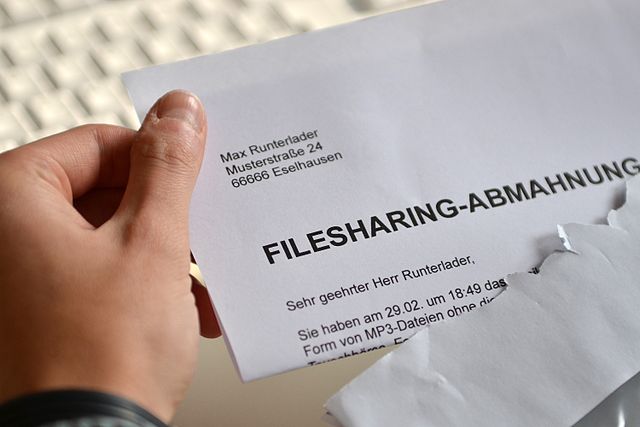 Max Runterlader
Musterstraße 24
66666 Eselhausen
FILESHARING-ABMAHNUNG
Sehr geehrter Herr Runterlader,
Sie haben am 29.02. um 18:49 das
Form von MP3-Dateien ohne die